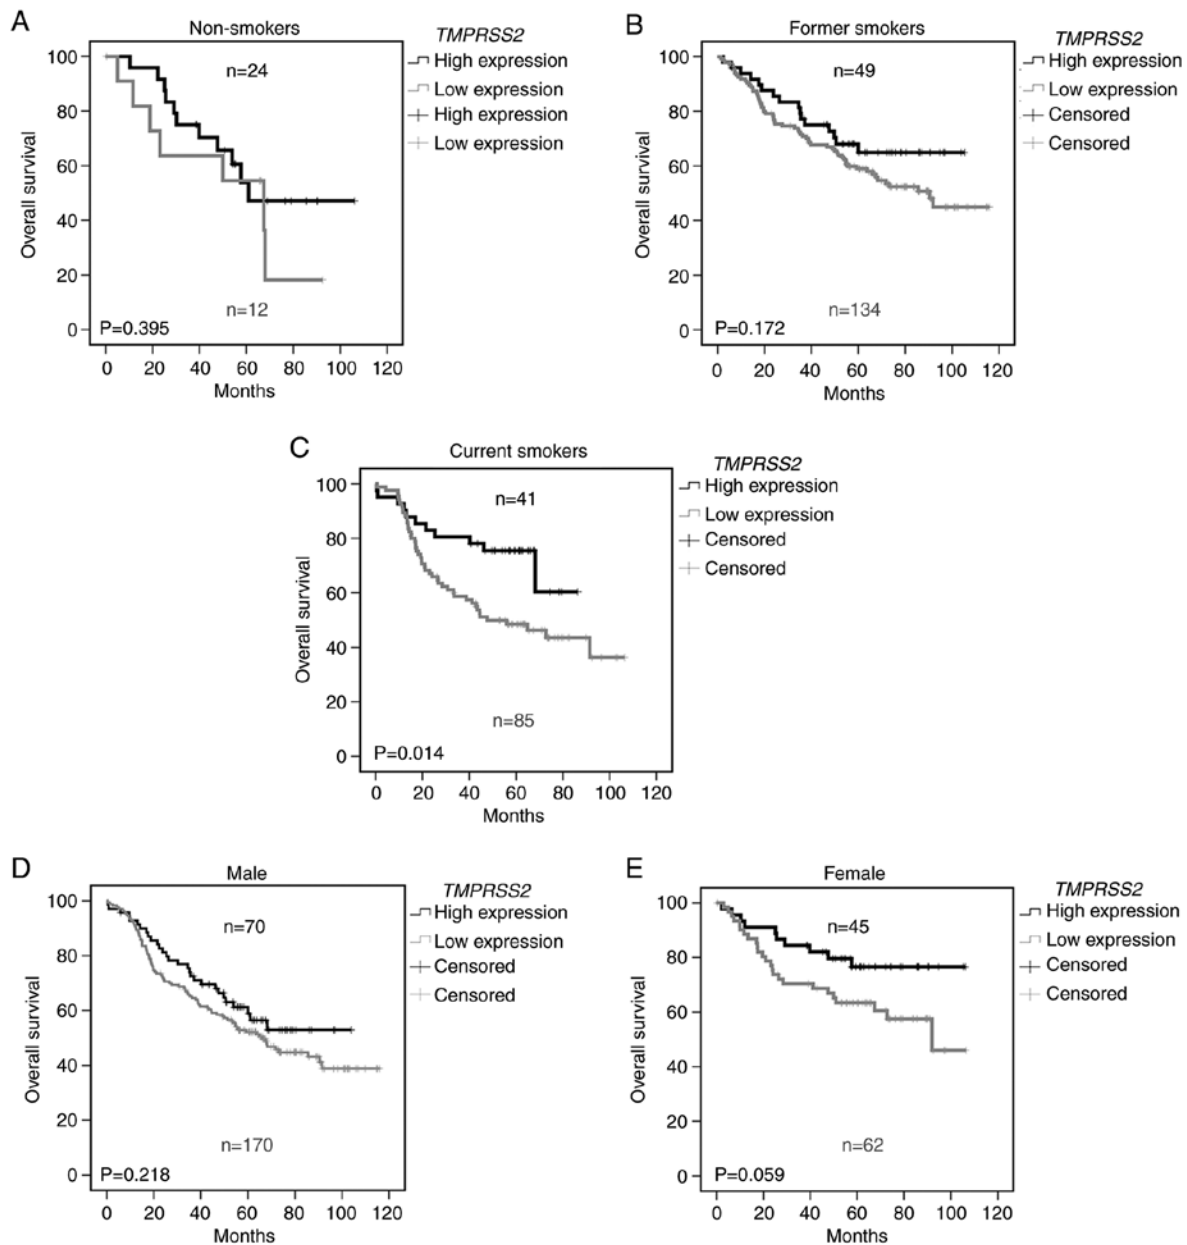 A
Non-smokers
TMPRSS2
High expression
Low expression
High expression
Low expression
n=24
n=12
P=0.395
Overall survival
100
80
60
40
20
0
0 20 40 60 80 100 120
Months
B
Former smokers
TMPRSS2
High expression
Low expression
Censored
Censored
n=49
n=134
P=0.172
Overall survival
100
80
60
40
20
0
0 20 40 60 80 100 120
Months
C
Current smokers
TMPRSS2
High expression
Low expression
Censored
Censored
n=41
n=85
P=0.014
Overall survival
100
80
60
40
20
0
0 20 40 60 80 100 120
Months
D
Male
TMPRSS2
High expression
Low expression
Censored
Censored
n=70
n=170
P=0.218
Overall survival
100
80
60
40
20
0
0 20 40 60 80 100 120
Months
E
Female
TMPRSS2
High expression
Low expression
Censored
Censored
n=45
n=62
P=0.059
Overall survival
100
80
60
40
20
0
0 20 40 60 80 100 120
Months